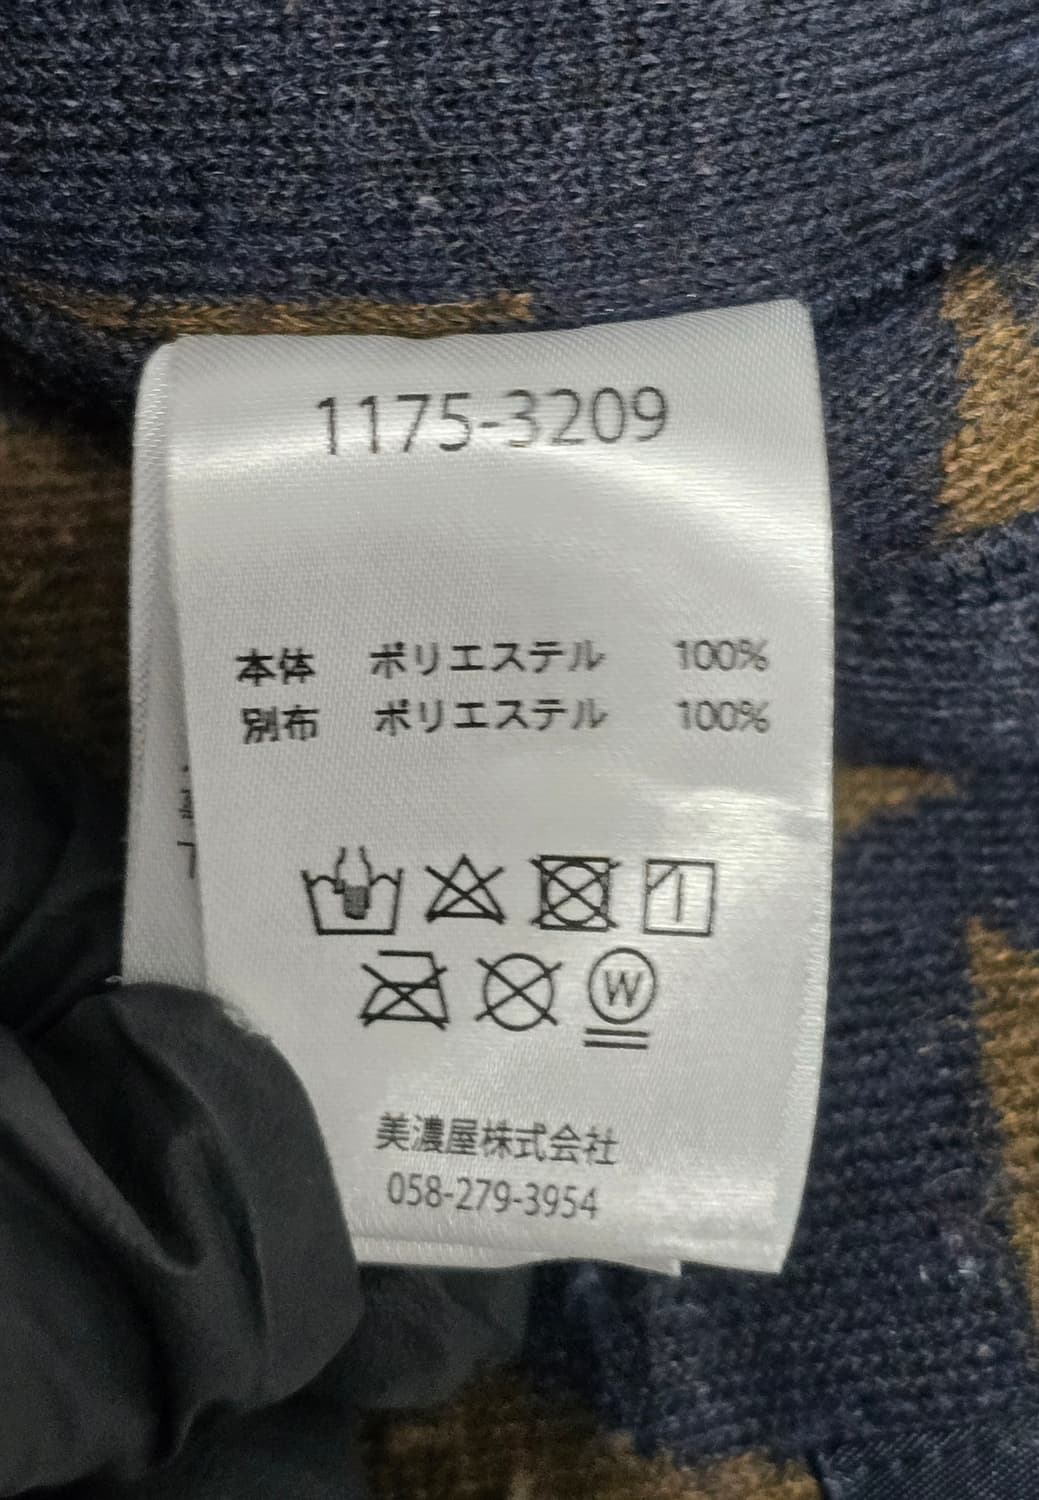 1175-3209
本体 ポリエステル 100%
別布 ポリエステル 100%
W
美濃屋株式会社
058-279-3954